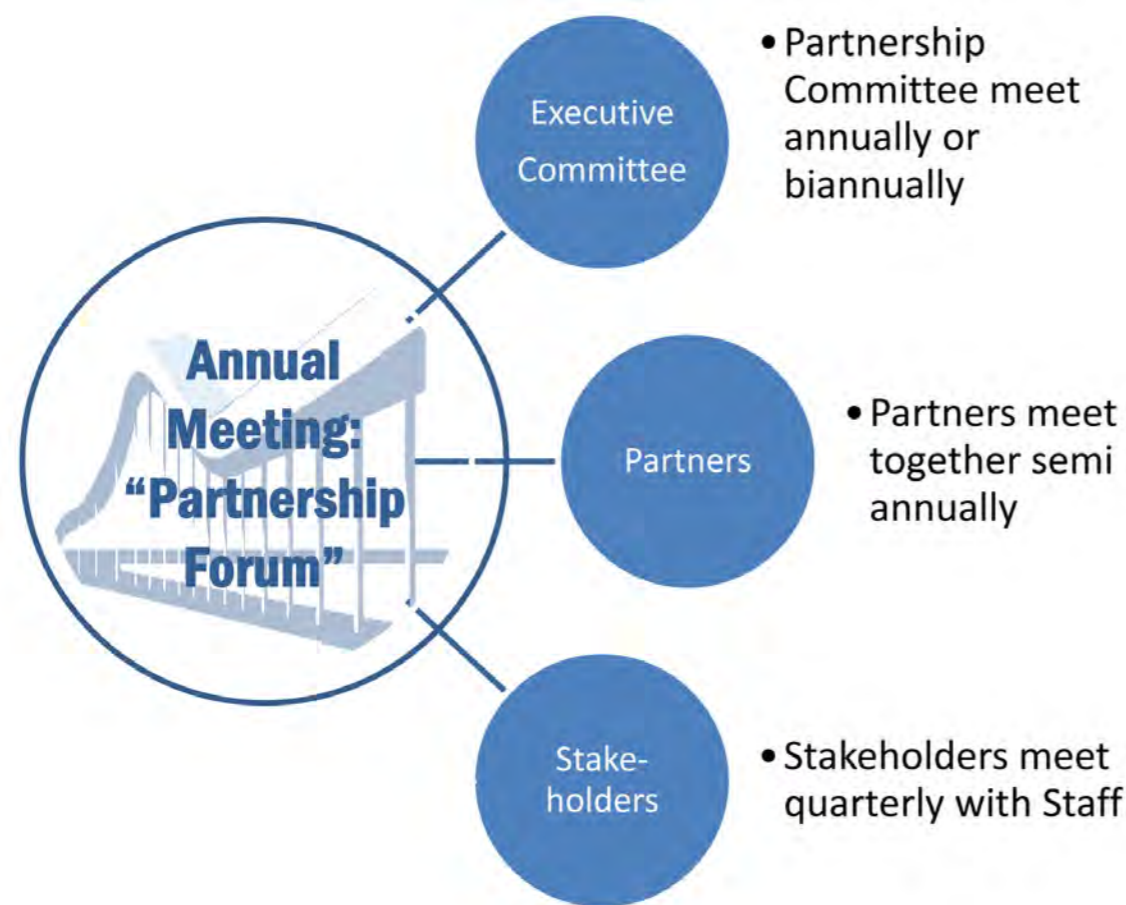 Annual
Meeting:
“Partnership
Forum”
Executive
Committee
• Partnership
Committee meet
annually or
biannually
Partners
• Partners meet
together semi
annually
Stake-
holders
• Stakeholders meet
quarterly with Staff